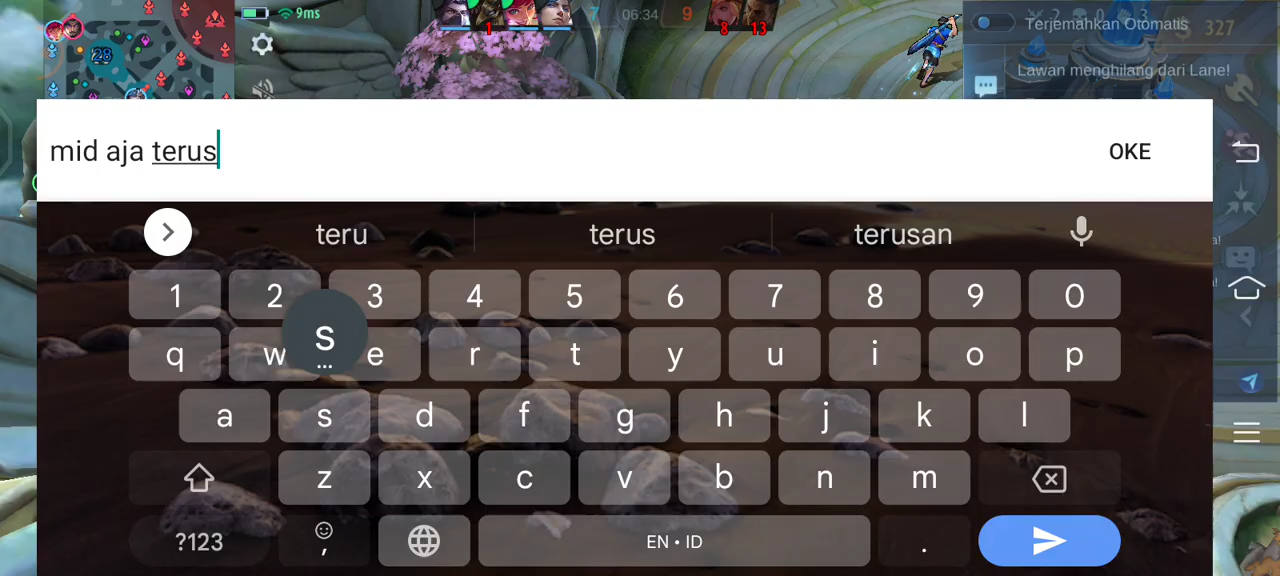 9ms
7 06:34 9
8 13
1
28
Terjemahkan Otomatis
327
Lawan menghilang dari Lane!
mid aja terus
OKE
teru terus terusan
1 2 3 4 5 6 7 8 9 0
s
q w e r t y u i o p
a s d f g h j k l
z x c v b n m
?123 , EN • ID .